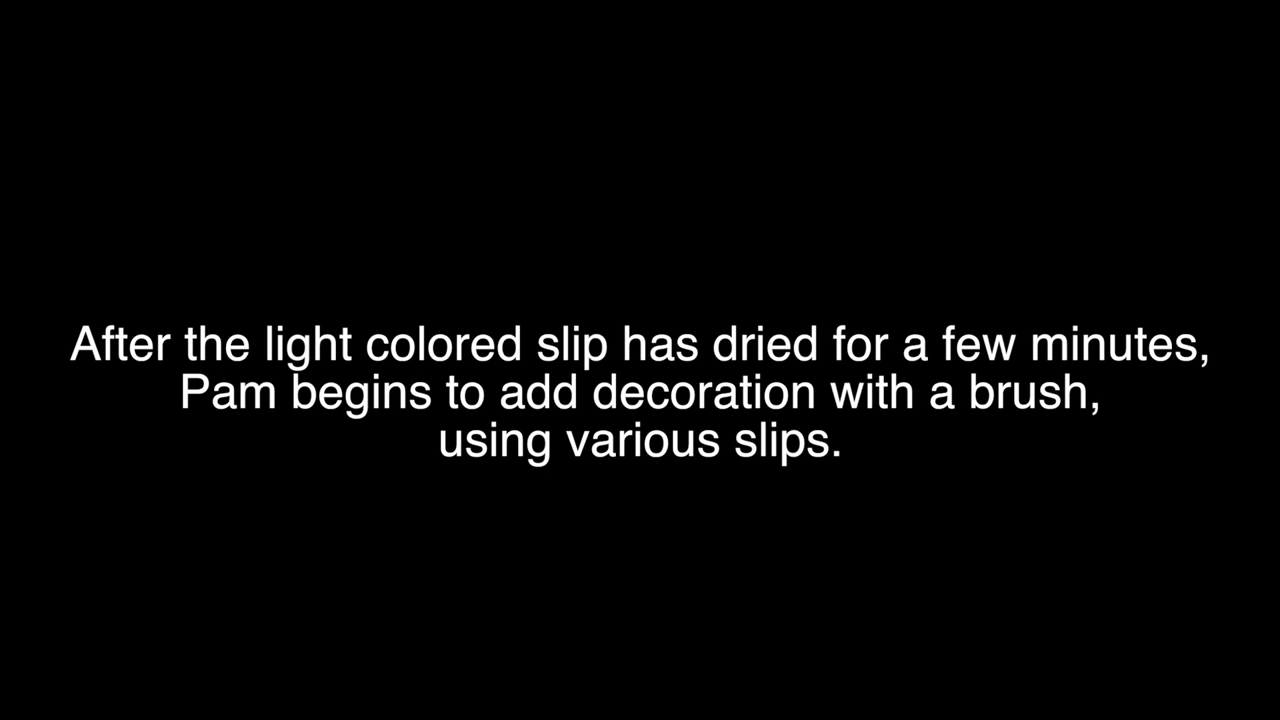 After the light colored slip has dried for a few minutes,
Pam begins to add decoration with a brush,
using various slips.